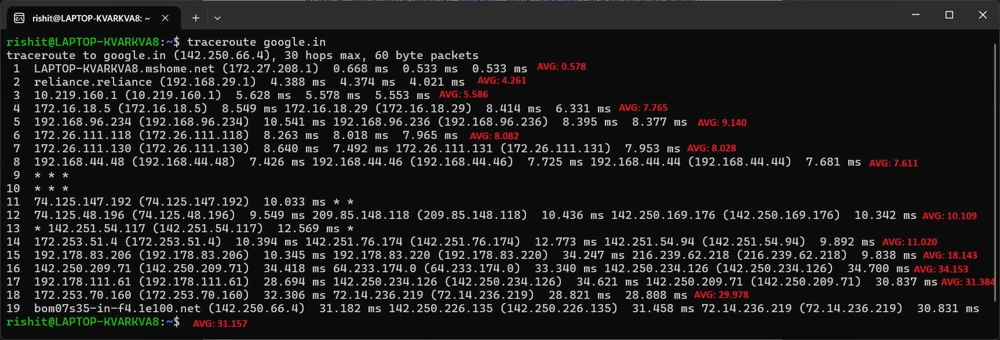 rishit@LAPTOP-KVARKVA8: ~
rishit@LAPTOP-KVARKVA8:~$ traceroute google.in
traceroute to google.in (142.250.66.4), 30 hops max, 60 byte packets
1 LAPTOP-KVARKVA8.mshome.net (172.27.208.1) 0.668 ms 0.533 ms 0.533 ms AVG: 0.578
2 reliance.reliance (192.168.29.1) 4.388 ms 4.374 ms 4.021 ms AVG: 4.261
3 10.219.160.1 (10.219.160.1) 5.628 ms 5.578 ms 5.553 ms AVG: 5.586
4 172.16.18.5 (172.16.18.5) 8.549 ms 172.16.18.29 (172.16.18.29) 8.414 ms 6.331 ms AVG: 7.765
5 192.168.96.234 (192.168.96.234) 10.541 ms 192.168.96.236 (192.168.96.236) 8.395 ms 8.377 ms AVG: 9.140
6 172.26.111.118 (172.26.111.118) 8.263 ms 8.018 ms 7.965 ms AVG: 8.082
7 172.26.111.130 (172.26.111.130) 8.640 ms 7.492 ms 172.26.111.131 (172.26.111.131) 7.953 ms AVG: 8.028
8 192.168.44.48 (192.168.44.48) 7.426 ms 192.168.44.46 (192.168.44.46) 7.725 ms 192.168.44.44 (192.168.44.44) 7.681 ms AVG: 7.611
9 * * *
10 * * *
11 74.125.147.192 (74.125.147.192) 10.033 ms * *
12 74.125.48.196 (74.125.48.196) 9.549 ms 209.85.148.118 (209.85.148.118) 10.436 ms 142.250.169.176 (142.250.169.176) 10.342 ms AVG: 10.109
13 * 142.251.54.117 (142.251.54.117) 12.569 ms *
14 172.253.51.4 (172.253.51.4) 10.394 ms 142.251.76.174 (142.251.76.174) 12.773 ms 142.251.54.94 (142.251.54.94) 9.892 ms AVG: 11.020
15 192.178.83.206 (192.178.83.206) 10.345 ms 192.178.83.220 (192.178.83.220) 34.247 ms 216.239.62.218 (216.239.62.218) 9.838 ms AVG: 18.143
16 142.250.209.71 (142.250.209.71) 34.418 ms 64.233.174.0 (64.233.174.0) 33.340 ms 142.250.234.126 (142.250.234.126) 34.700 ms AVG: 34.153
17 192.178.111.61 (192.178.111.61) 28.694 ms 142.250.234.126 (142.250.234.126) 34.621 ms 142.250.209.71 (142.250.209.71) 30.837 ms AVG: 31.384
18 172.253.70.160 (172.253.70.160) 32.306 ms 72.14.236.219 (72.14.236.219) 28.821 ms 28.808 ms AVG: 29.978
19 bom07s35-in-f4.1e100.net (142.250.66.4) 31.182 ms 142.250.226.135 (142.250.226.135) 31.458 ms 72.14.236.219 (72.14.236.219) 30.831 ms
rishit@LAPTOP-KVARKVA8:~$ AVG: 31.157